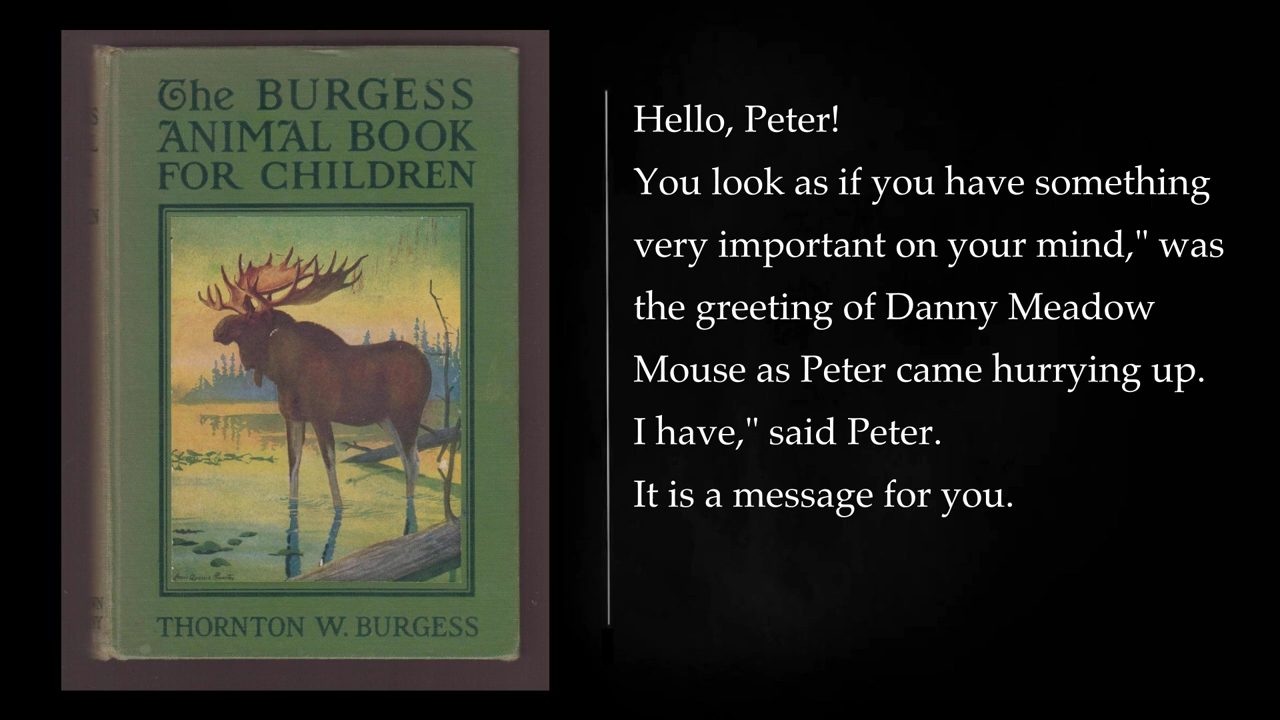 The BURGESS
ANIMAL BOOK
FOR CHILDREN
THORNTON W. BURGESS
Hello, Peter!
You look as if you have something
very important on your mind," was
the greeting of Danny Meadow
Mouse as Peter came hurrying up.
I have," said Peter.
It is a message for you.